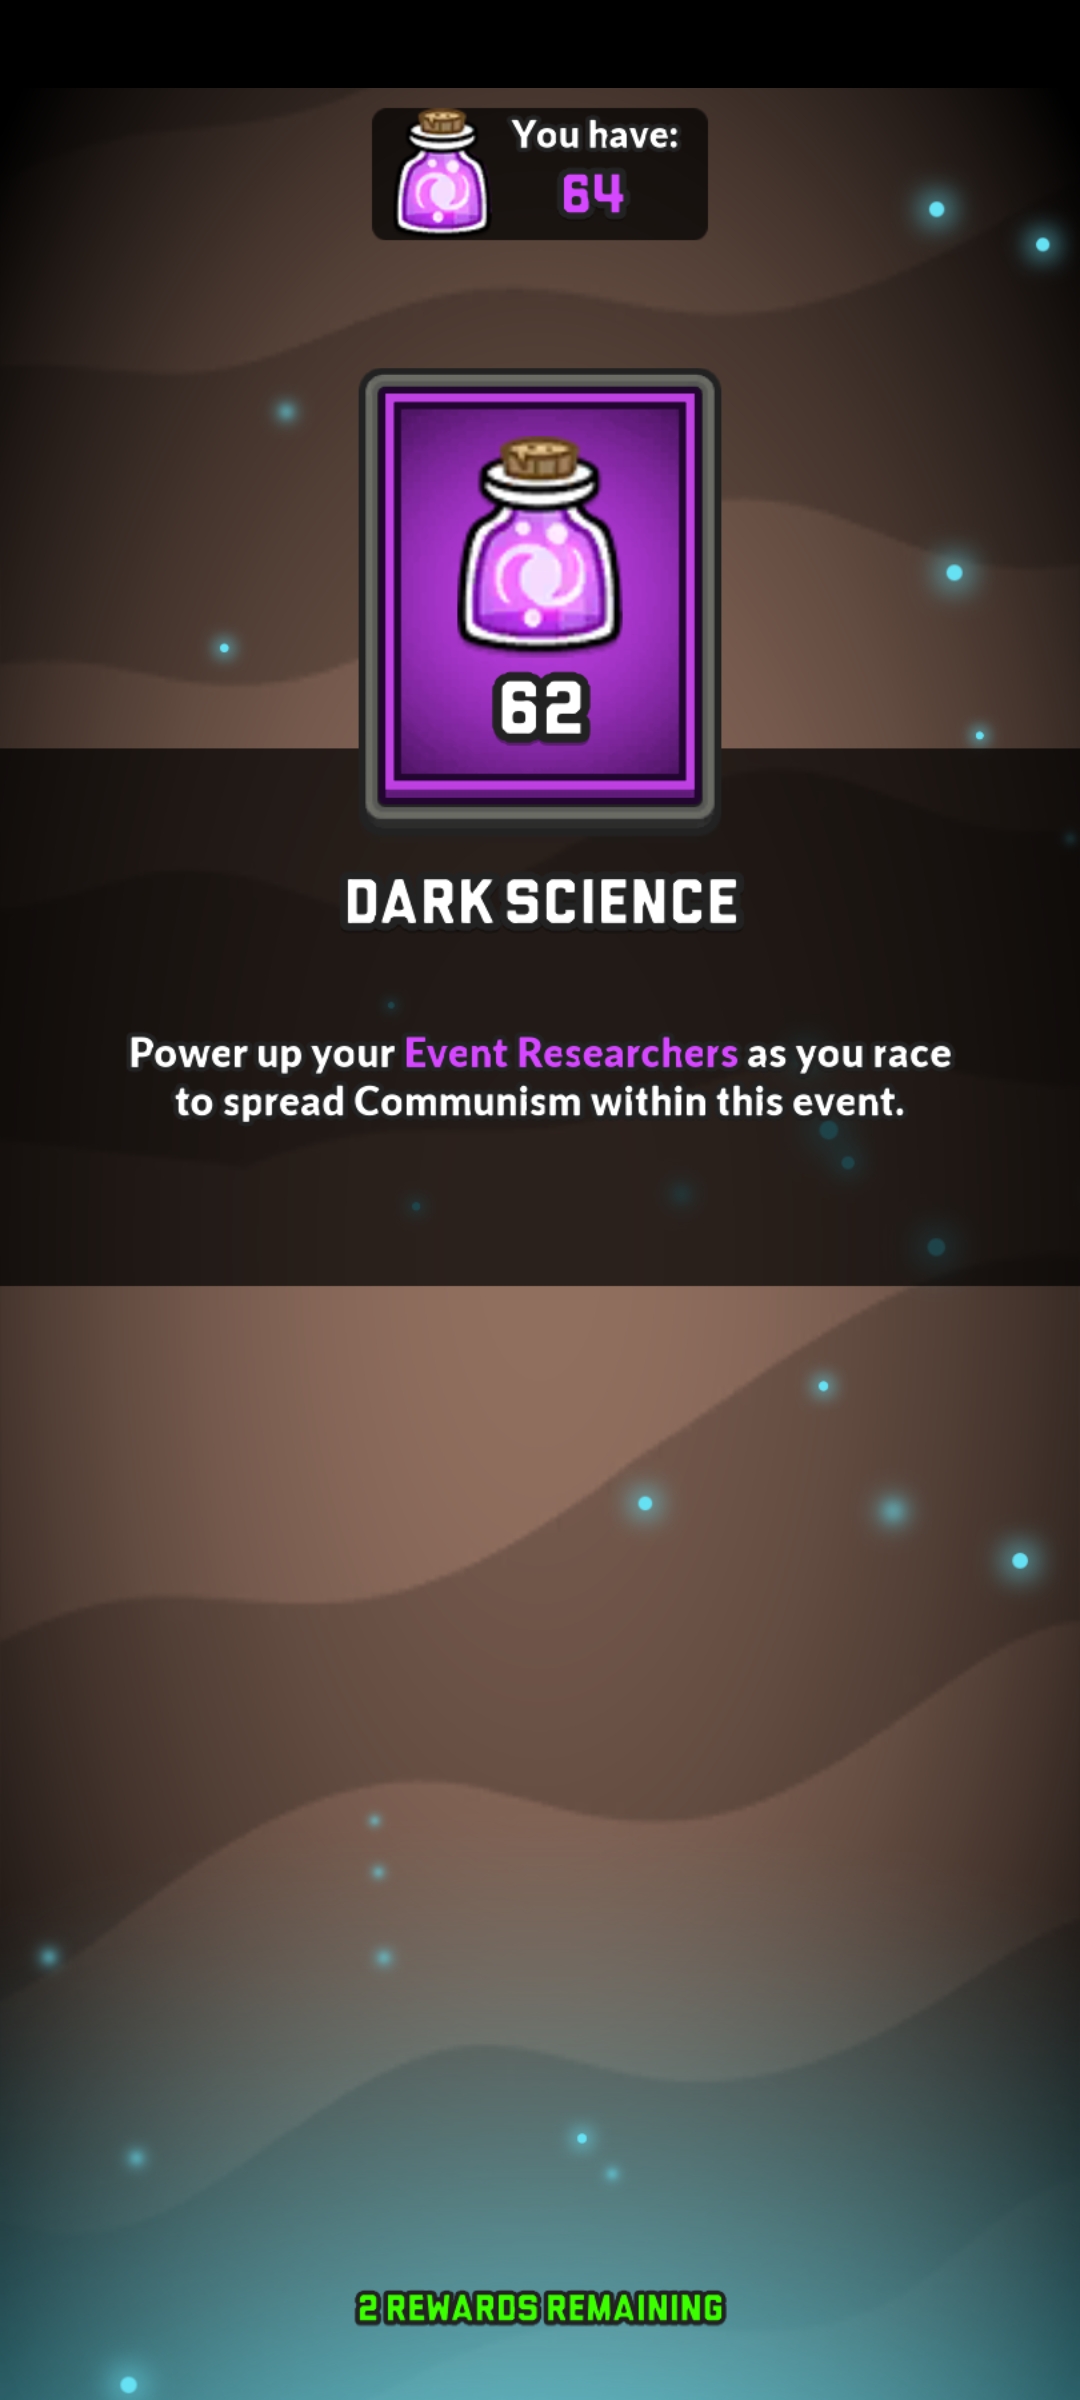 You have:
64
62
DARK SCIENCE
Power up your Event Researchers as you race
to spread Communism within this event.
2 REWARDS REMAINING